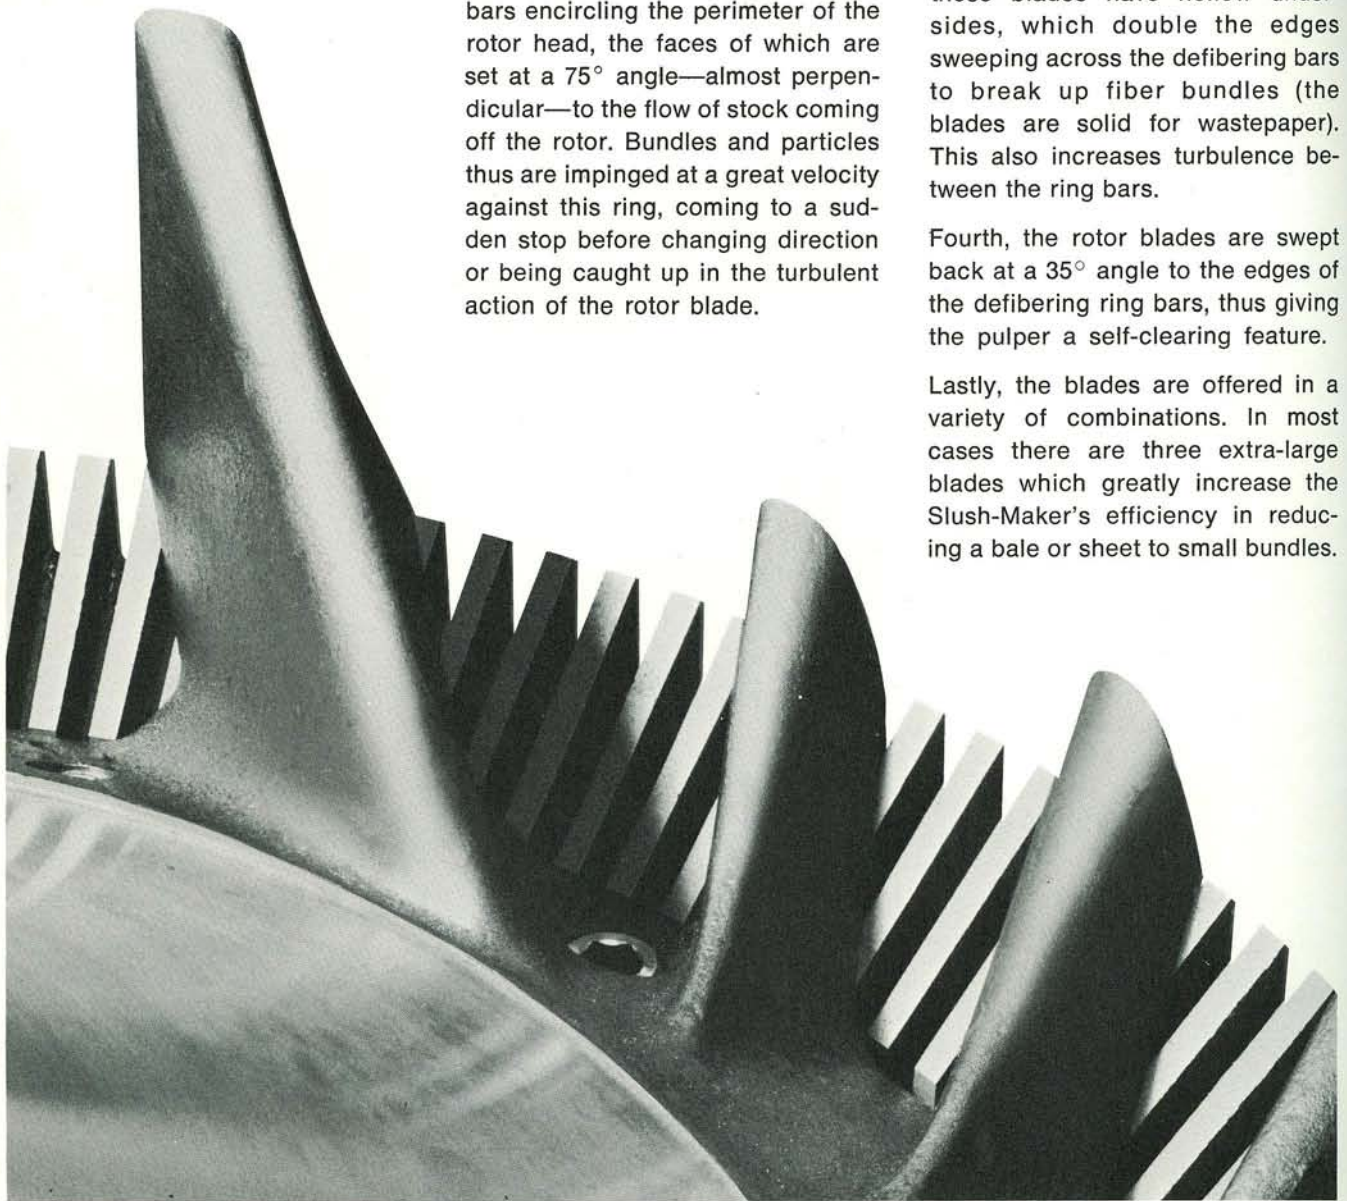 bars encircling the perimeter of the
rotor head, the faces of which are
set at a 75° angle—almost perpen-
dicular—to the flow of stock coming
off the rotor. Bundles and particles
thus are impinged at a great velocity
against this ring, coming to a sud-
den stop before changing direction
or being caught up in the turbulent
action of the rotor blade.
sides, which double the edges
sweeping across the defibering bars
to break up fiber bundles (the
blades are solid for wastepaper).
This also increases turbulence be-
tween the ring bars.
Fourth, the rotor blades are swept
back at a 35° angle to the edges of
the defibering ring bars, thus giving
the pulper a self-clearing feature.
Lastly, the blades are offered in a
variety of combinations. In most
cases there are three extra-large
blades which greatly increase the
Slush-Maker's efficiency in reduc-
ing a bale or sheet to small bundles.